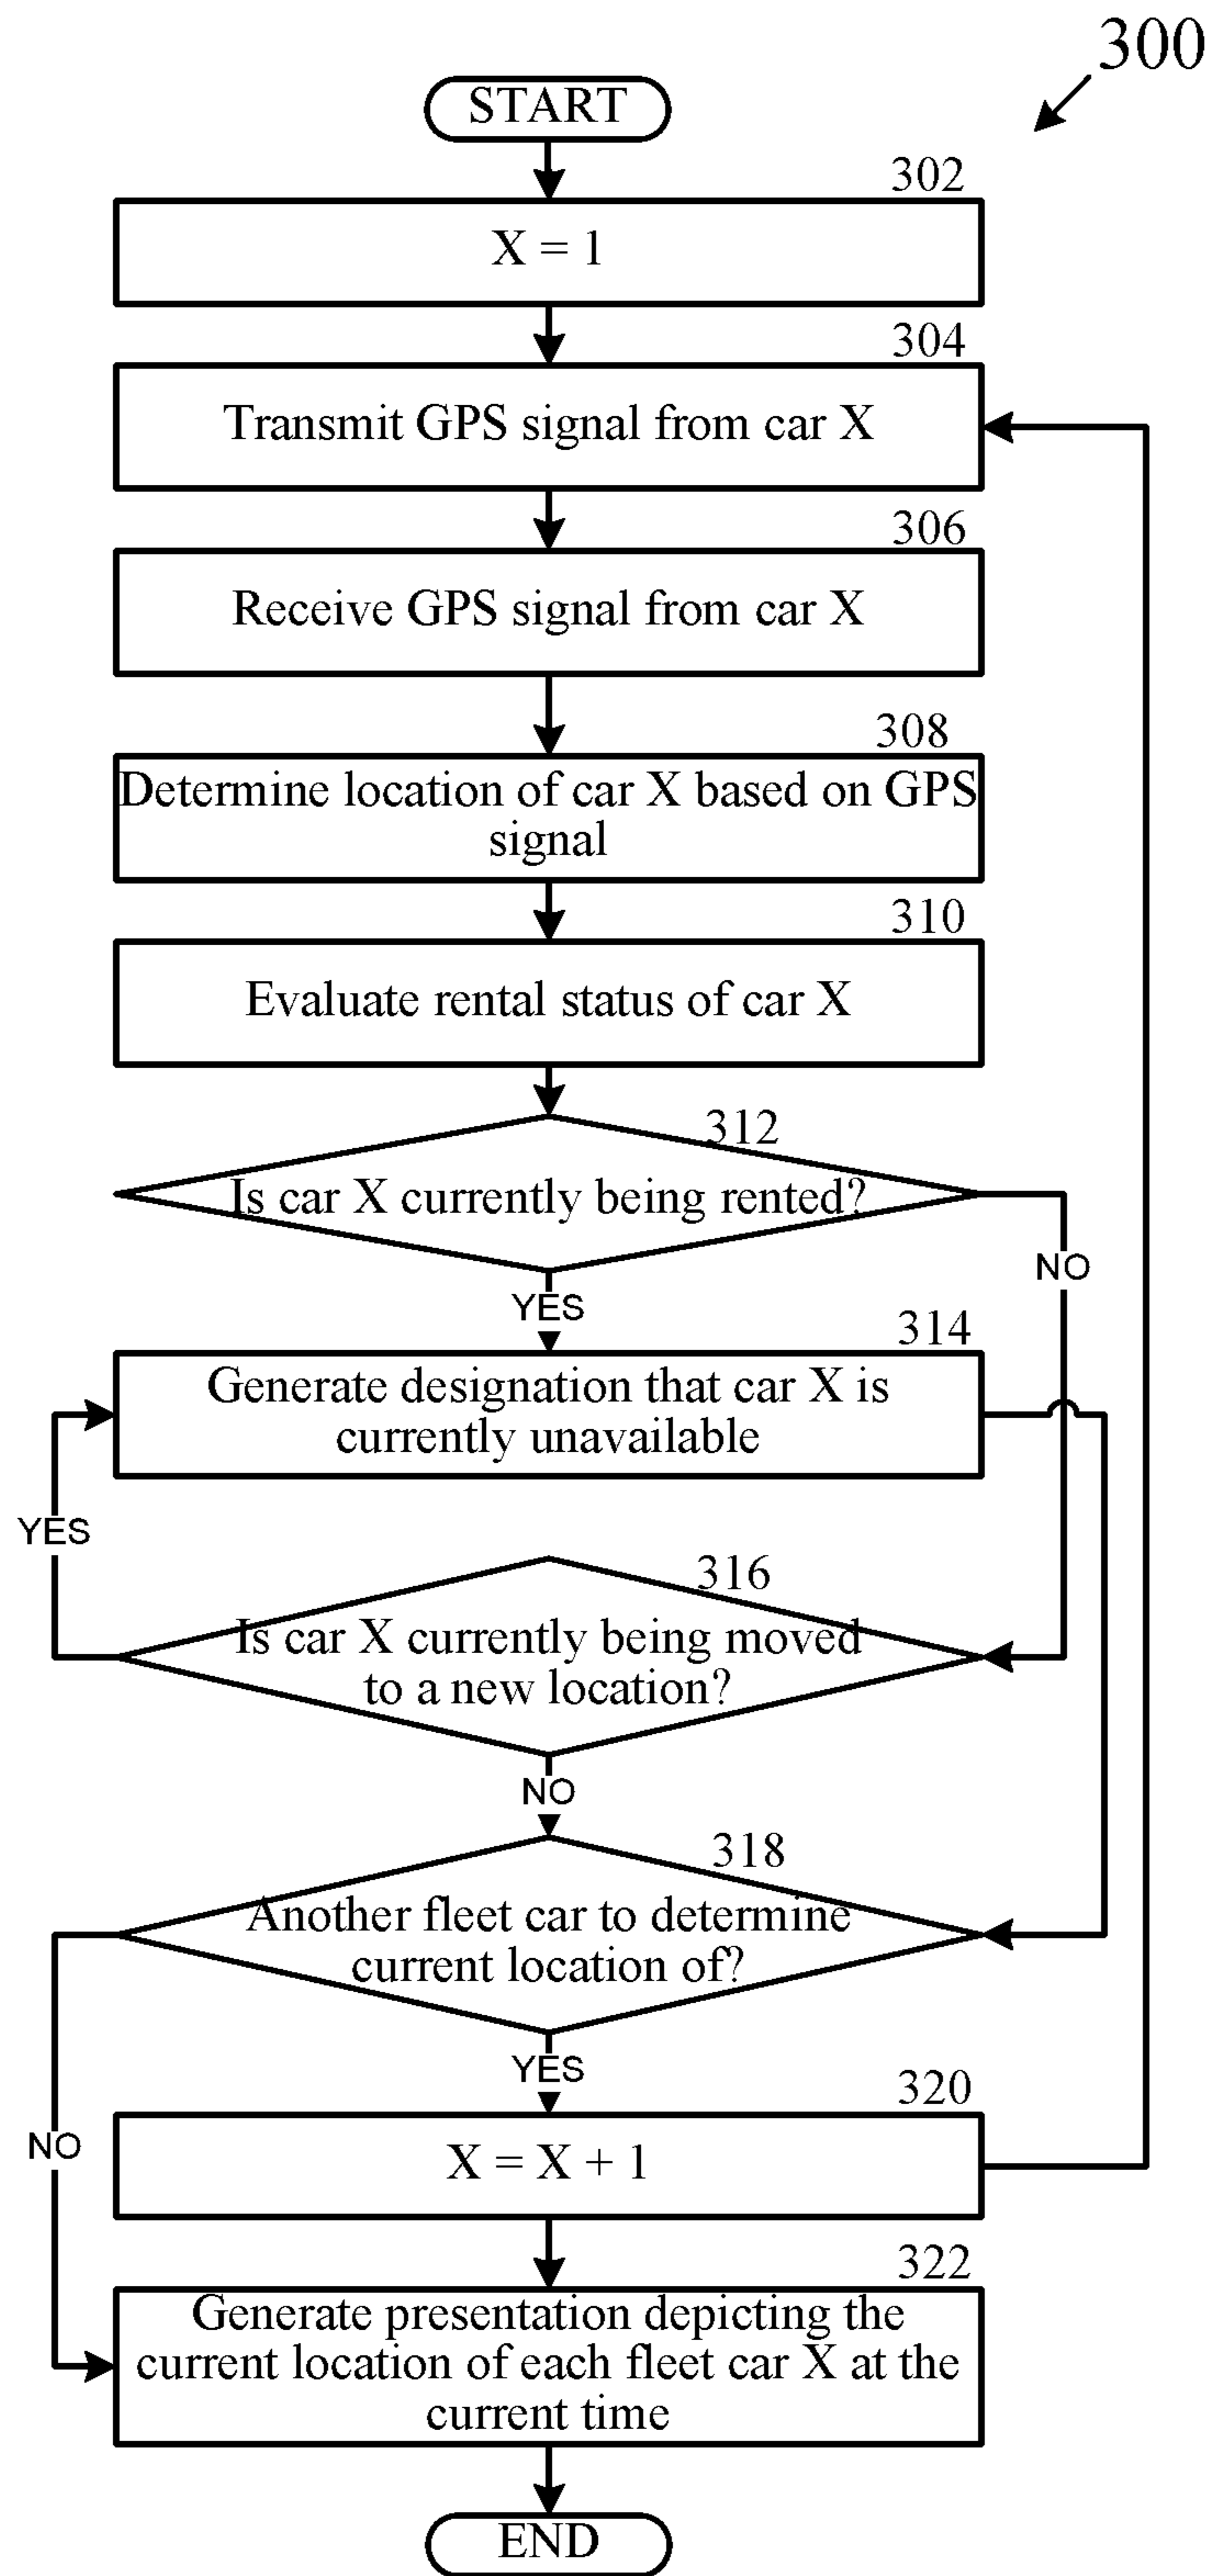 300
START
302
X = 1
304
Transmit GPS signal from car X
306
Receive GPS signal from car X
308
Determine location of car X based on GPS
signal
310
Evaluate rental status of car X
312
Is car X currently being rented?
NO
YES
314
Generate designation that car X is
currently unavailable
YES
316
Is car X currently being moved
to a new location?
NO
318
Another fleet car to determine
current location of?
YES
320
NO
X = X + 1
322
Generate presentation depicting the
current location of each fleet car X at the
current time
END